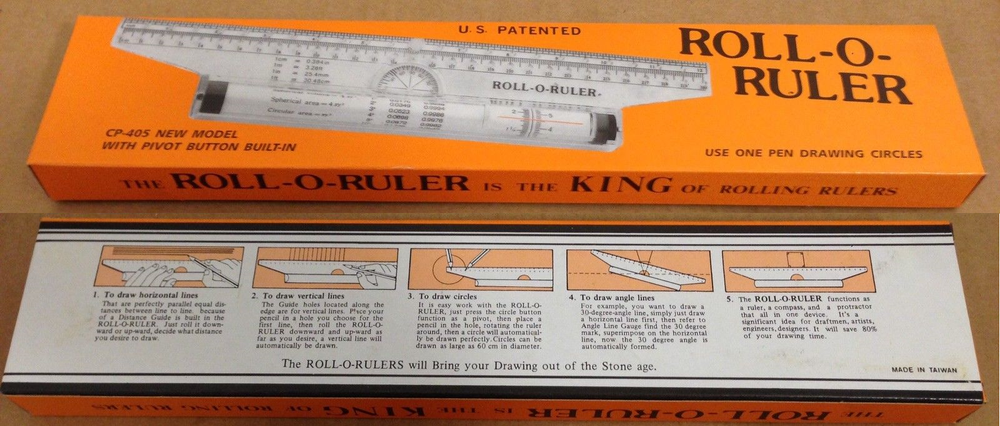 U.S. PATENTED
ROLL-O-
RULER
ROLL-O-RULER
Spherical area
Circular area
CP-405 NEW MODEL
WITH PIVOT BUTTON BUILT-IN
USE ONE PEN DRAWING CIRCLES
THE ROLL-O-RULER IS THE KING OF ROLLING RULERS
1. To draw horizontal lines
That are perfectly parallel equal dis-
tances between line to line. because
of a Distance Guide is built in the
ROLL-O-RULER. Just roll it down-
ward or up-ward, decide what distance
you desire to draw.
2. To draw vertical lines
The Guide holes located along the
edge are for vertical lines. Place your
pencil in a hole you choose for the
first line, then roll the ROLL-O-
RULER downward and up-ward as
far as you desire, a vertical line will
automatically be drawn.
3. To draw circles
It is easy work with the ROLL-O-
RULER, just press the circle button
function as a pivot, then place a
pencil in the hole, rotating the ruler
around, then a circle will automatical-
ly be drawn perfectly. Circles can be
drawn as large as 60 cm in diameter.
4. To draw angle lines
For example, you want to draw a
30-degree-angle line, simply just draw
a horizontal line first, then refer to
Angle Line Gauge find the 30 degree
mark, superimpose on the horizontal
line, now the 30 degree angle is
automatically formed.
5. The ROLL-O-RULER functions as
a ruler, a compass, and a protractor
that all in one device. It's a
significant idea for draftmen, artists,
engineers, designers. It will save 80%
of your drawing time.
The ROLL-O-RULERS will Bring your Drawing out of the Stone age.
MADE IN TAIWAN
THE ROLL-O-RULER IS THE KING OF ROLLING RULERS